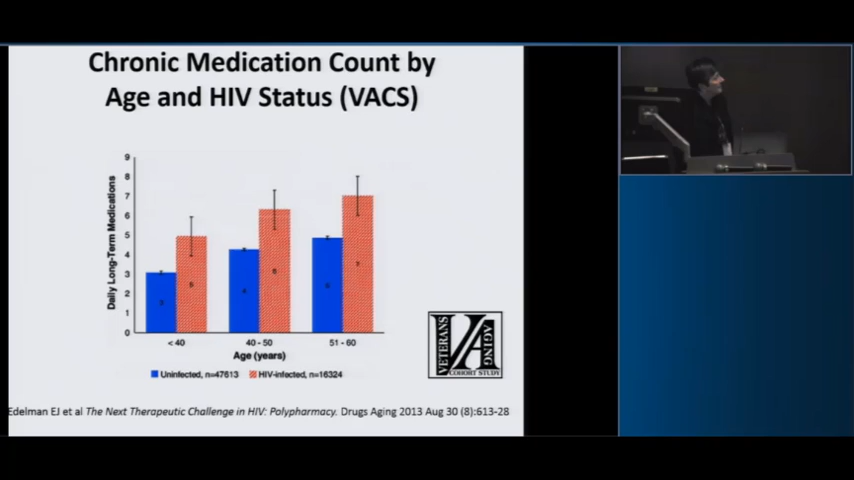 Chronic Medication Count by
Age and HIV Status (VACS)
9
8
7
6
5
4
3
2
1
0
Daily Long-Term Medications
< 40
40 - 50
51 - 60
Age (years)
Uninfected, n=47613
HIV-infected, n=16324
VETERANS
AGING
COHORT STUDY
Edelman EJ et al The Next Therapeutic Challenge in HIV: Polypharmacy. Drugs Aging 2013 Aug 30 (8):613-28